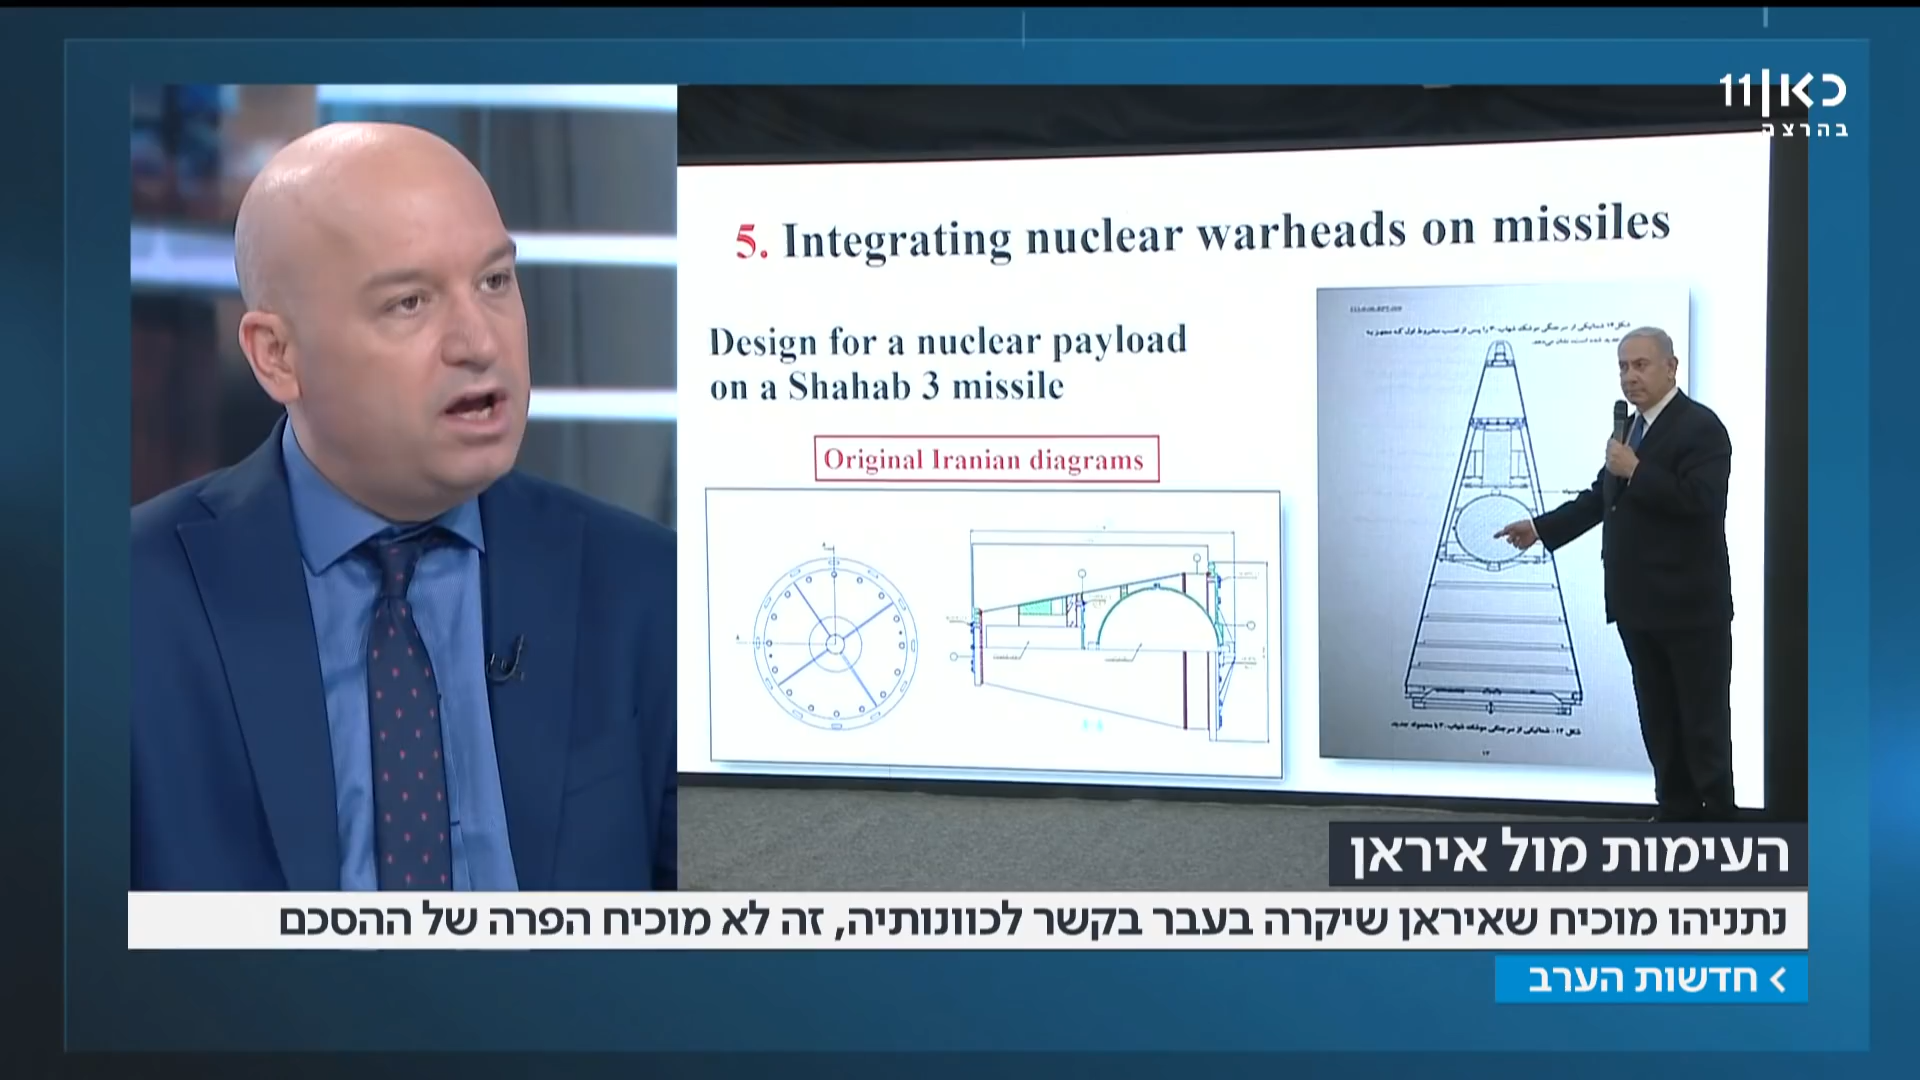 כאן 11
בהרצה
5. Integrating nuclear warheads on missiles
Design for a nuclear payload
on a Shahab 3 missile
Original Iranian diagrams
העימות מול איראן
נתניהו מוכיח שאיראן שיקרה בעבר בקשר לכוונותיה, זה לא מוכיח הפרה של ההסכם
חדשות הערב